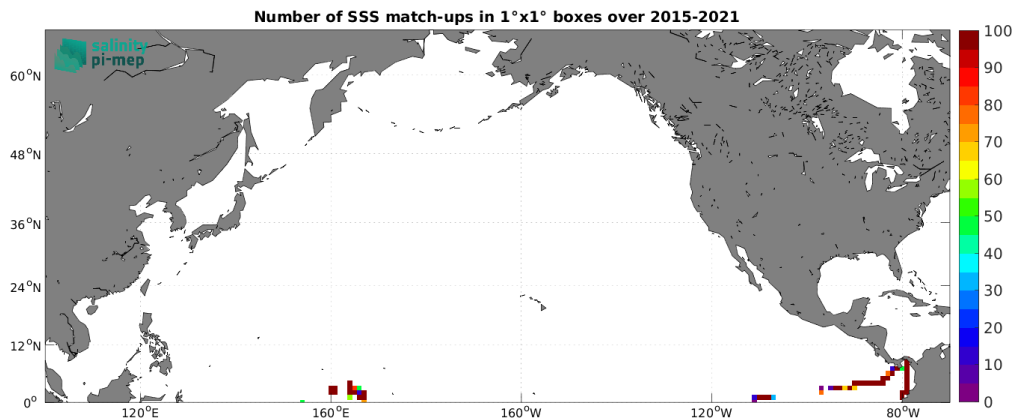 Number of SSS match-ups in 1°x1° boxes over 2015-2021
salinity
pi-mep
60°N
48°N
36°N
24°N
12°N
0°
120°E
160°E
160°W
120°W
80°W
100
90
80
70
60
50
40
30
20
10
0